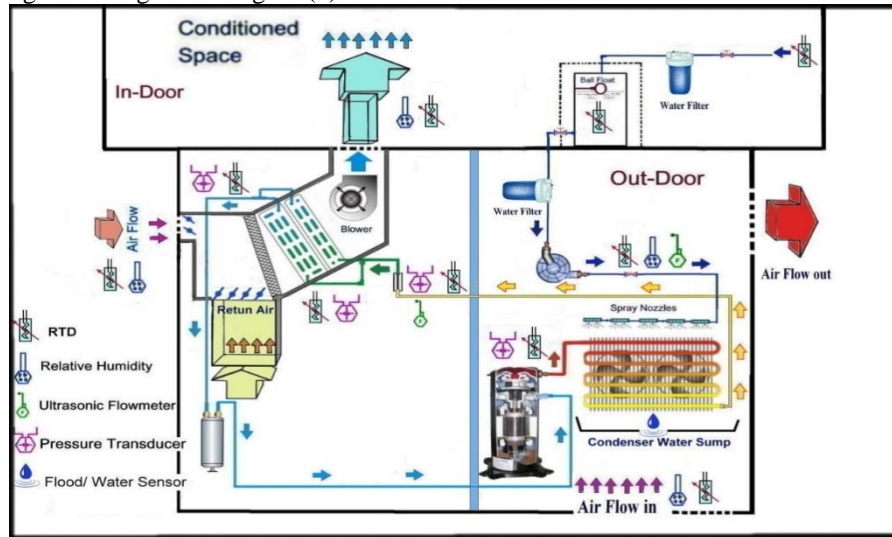 Conditioned
Space
In-Door
Ball Float
Water Filter
Water Filter
Out-Door
Blower
Air Flow
Air Flow out
Retun Air
Spray Nozzles
RTD
Relative Humidity
Ultrasonic Flowmeter
Pressure Transducer
Flood/ Water Sensor
Condenser Water Sump
Air Flow in